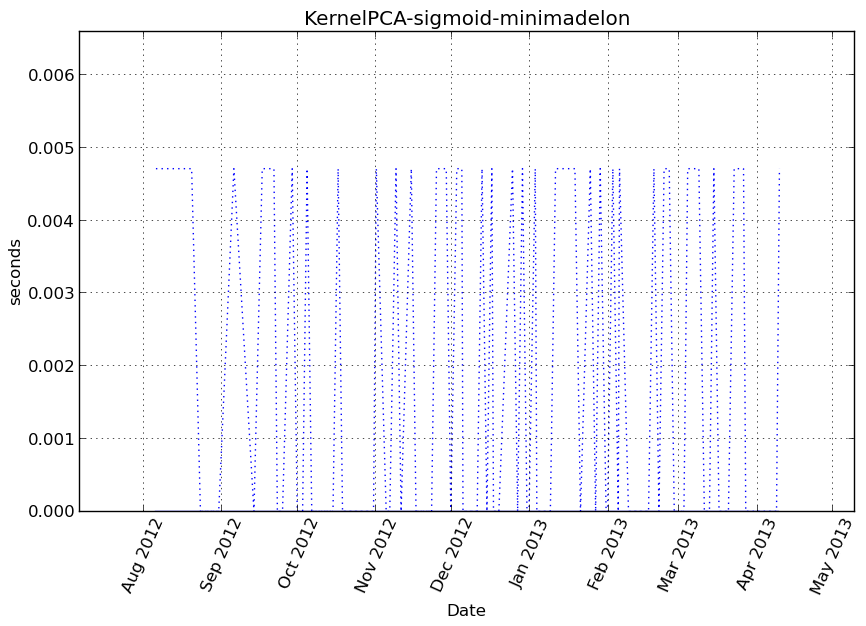 KernelPCA-sigmoid-minimadelon
0.006
0.005
0.004
0.003
0.002
0.001
0.000
seconds
Aug 2012
Sep 2012
Oct 2012
Nov 2012
Dec 2012
Jan 2013
Feb 2013
Mar 2013
Apr 2013
May 2013
Date